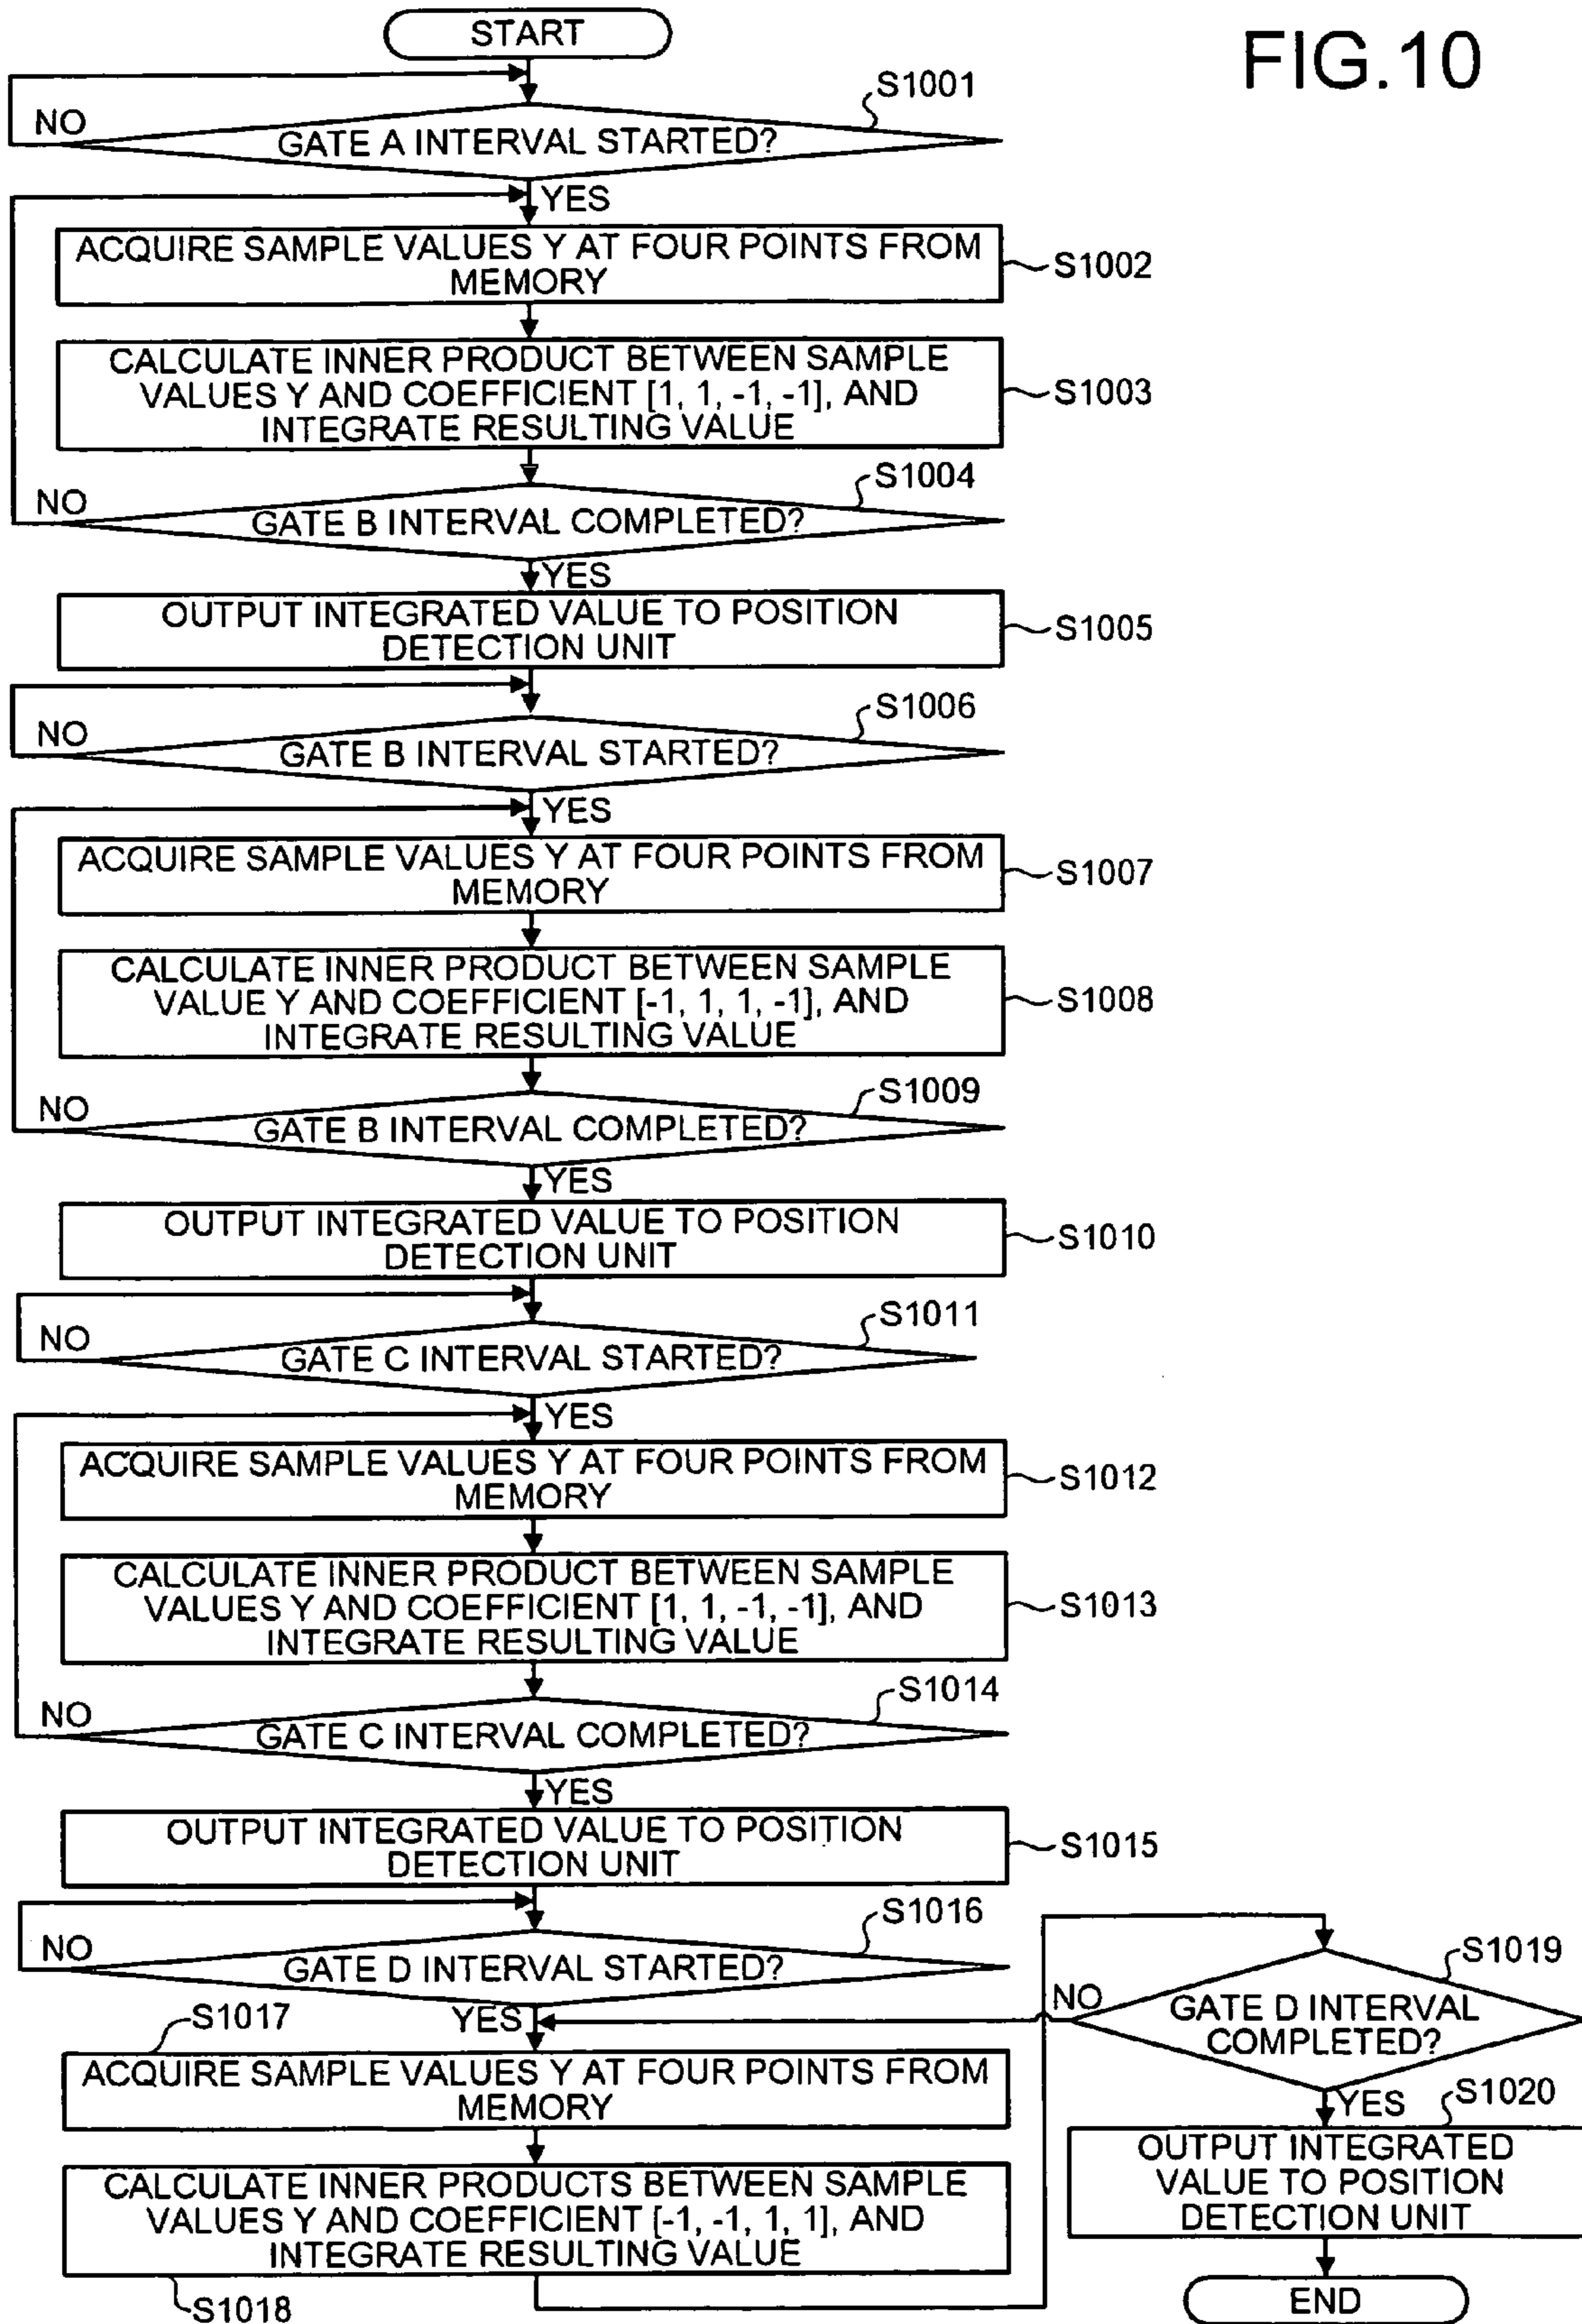 FIG.10
START
S1001
NO
GATE A INTERVAL STARTED?
YES
ACQUIRE SAMPLE VALUES Y AT FOUR POINTS FROM
MEMORY
S1002
CALCULATE INNER PRODUCT BETWEEN SAMPLE
VALUES Y AND COEFFICIENT [1, 1, -1, -1], AND
INTEGRATE RESULTING VALUE
S1003
S1004
NO
GATE B INTERVAL COMPLETED?
YES
OUTPUT INTEGRATED VALUE TO POSITION
DETECTION UNIT
S1005
S1006
NO
GATE B INTERVAL STARTED?
YES
ACQUIRE SAMPLE VALUES Y AT FOUR POINTS FROM
MEMORY
S1007
CALCULATE INNER PRODUCT BETWEEN SAMPLE
VALUE Y AND COEFFICIENT [-1, 1, 1, -1], AND
INTEGRATE RESULTING VALUE
S1008
S1009
NO
GATE B INTERVAL COMPLETED?
YES
OUTPUT INTEGRATED VALUE TO POSITION
DETECTION UNIT
S1010
S1011
NO
GATE C INTERVAL STARTED?
YES
ACQUIRE SAMPLE VALUES Y AT FOUR POINTS FROM
MEMORY
S1012
CALCULATE INNER PRODUCT BETWEEN SAMPLE
VALUES Y AND COEFFICIENT [1, 1, -1, -1], AND
INTEGRATE RESULTING VALUE
S1013
S1014
NO
GATE C INTERVAL COMPLETED?
YES
OUTPUT INTEGRATED VALUE TO POSITION
DETECTION UNIT
S1015
S1016
NO
GATE D INTERVAL STARTED?
YES
S1017
ACQUIRE SAMPLE VALUES Y AT FOUR POINTS FROM
MEMORY
CALCULATE INNER PRODUCTS BETWEEN SAMPLE
VALUES Y AND COEFFICIENT [-1, -1, 1, 1], AND
INTEGRATE RESULTING VALUE
S1018
S1019
NO
GATE D INTERVAL
COMPLETED?
YES
S1020
OUTPUT INTEGRATED
VALUE TO POSITION
DETECTION UNIT
END